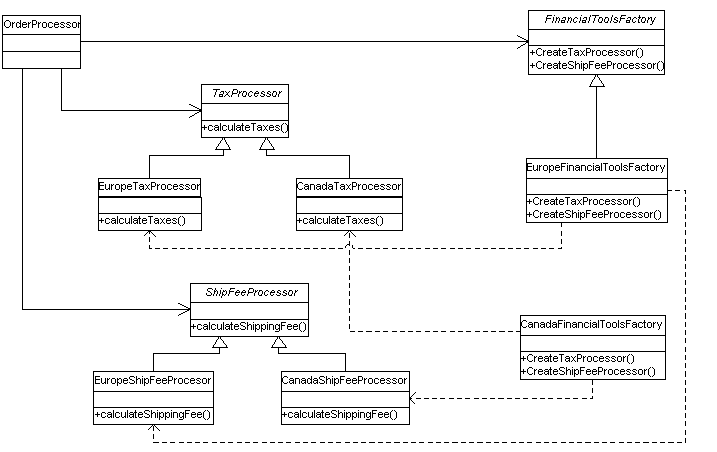 OrderProcessor
FinancialToolsFactory
+CreateTaxProcessor()
+CreateShipFeeProcessor()
TaxProcessor
+calculateTaxes()
EuropeTaxProcessor
+calculateTaxes()
CanadaTaxProcessor
+calculateTaxes()
EuropeFinancialToolsFactory
+CreateTaxProcessor()
+CreateShipFeeProcessor()
ShipFeeProcessor
+calculateShippingFee()
CanadaFinancialToolsFactory
+CreateTaxProcessor()
+CreateShipFeeProcessor()
EuropeShipFeeProcesor
+calculateShippingFee()
CanadaShipFeeProcessor
+calculateShippingFee()